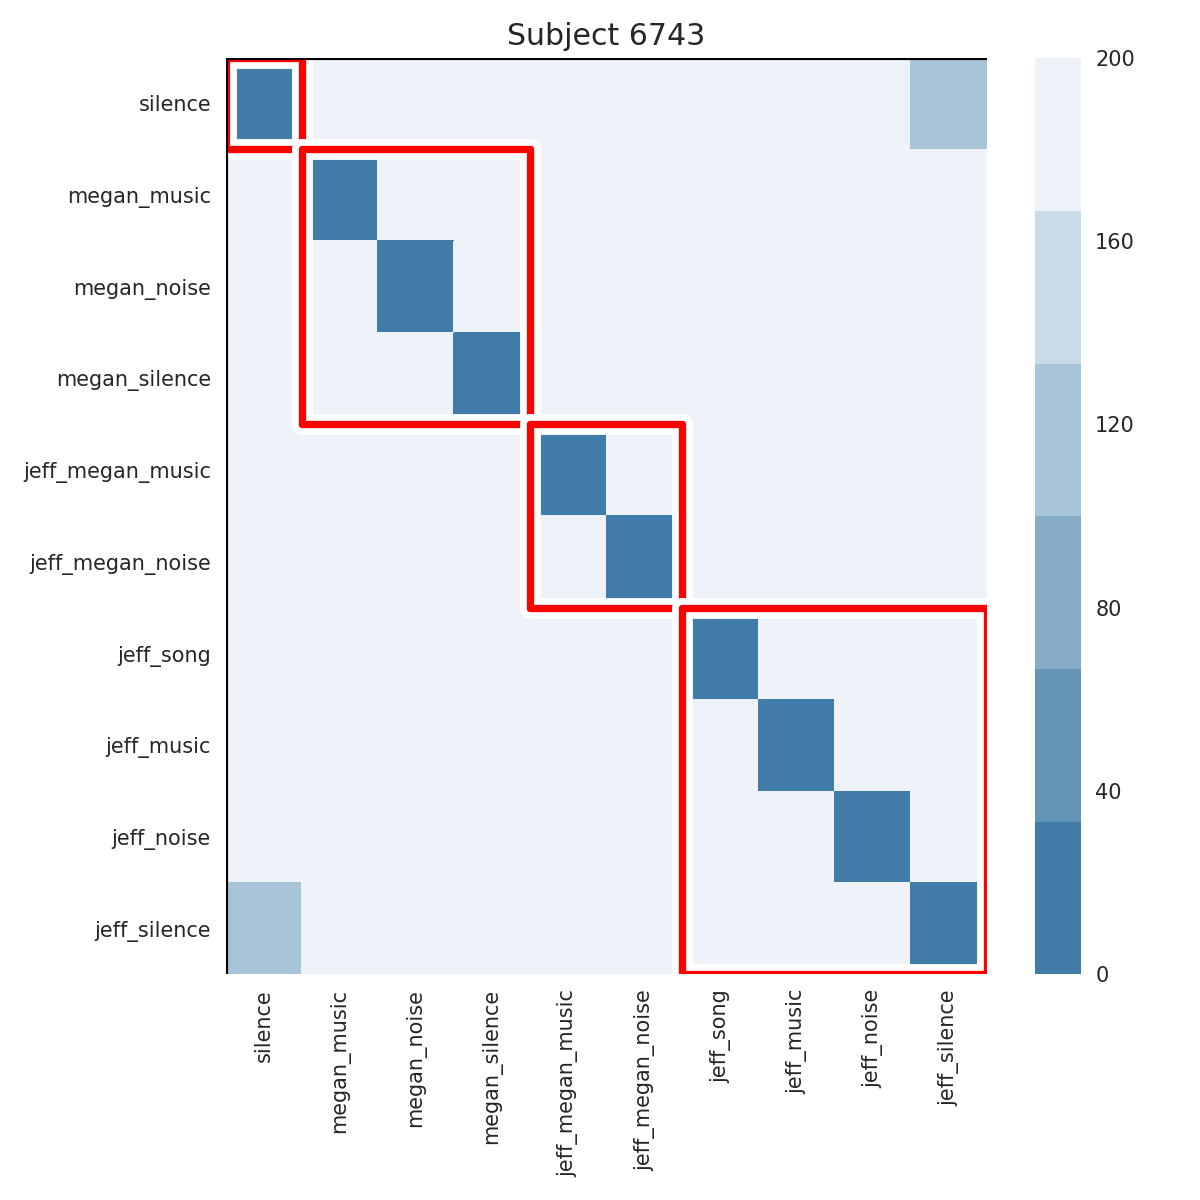 Subject 6743
silence
megan_music
megan_noise
megan_silence
jeff_megan_music
jeff_megan_noise
jeff_song
jeff_music
jeff_noise
jeff_silence
silence
megan_music
megan_noise
megan_silence
jeff_megan_music
jeff_megan_noise
jeff_song
jeff_music
jeff_noise
jeff_silence
200
160
120
80
40
0